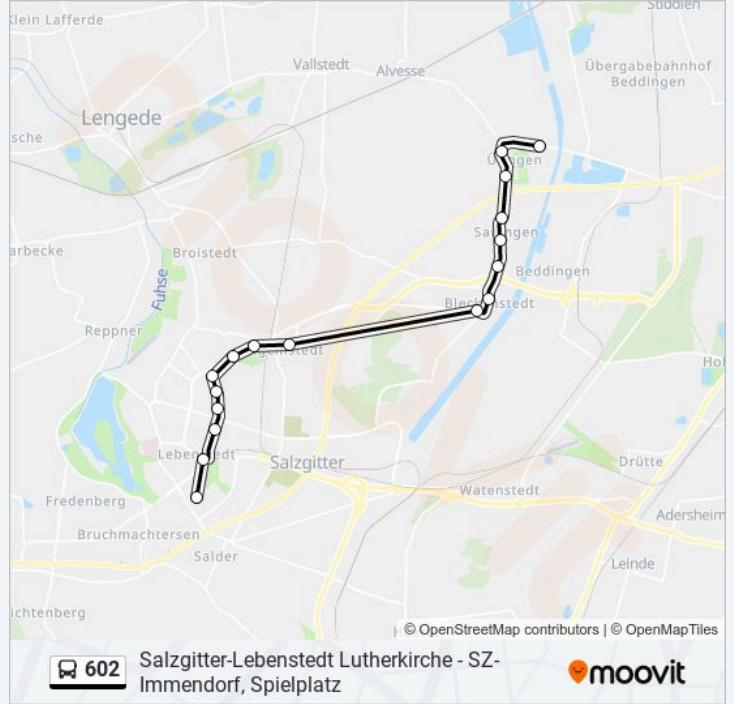 Klein Lafferde
Stiddien
Vallstedt
Alvesse
Übergabebahnhof
Beddingen
Lengede
Broistedt
Beddingen
Fuhse
Reppner
Lebenstedt
Salzgitter
Drütte
Watenstedt
Fredenberg
Adersheim
Bruchmachtersen
Salder
Leinde
© OpenStreetMap contributors | © OpenMapTiles
602
Salzgitter-Lebenstedt Lutherkirche - SZ-
Immendorf, Spielplatz
moovit